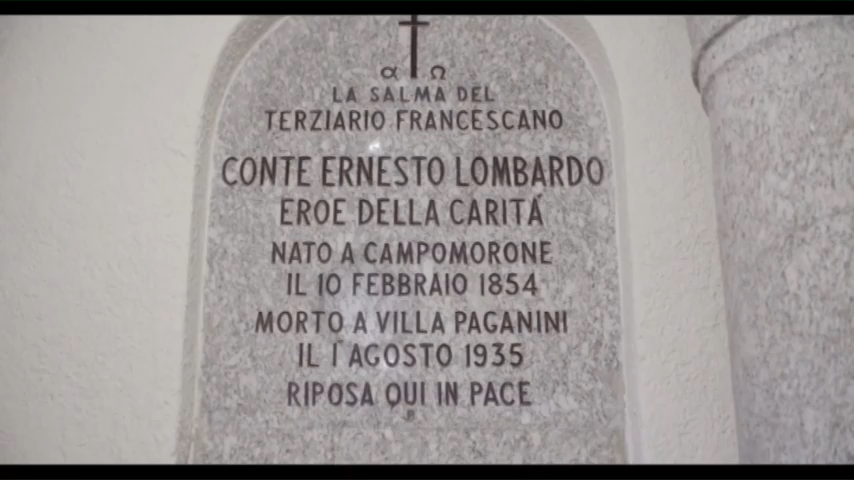 α Ω
LA SALMA DEL
TERZIARIO FRANCESCANO
CONTE ERNESTO LOMBARDO
EROE DELLA CARITÁ
NATO A CAMPOMORONE
IL 10 FEBBRAIO 1854
MORTO A VILLA PAGANINI
IL 1° AGOSTO 1935
RIPOSA QUI IN PACE